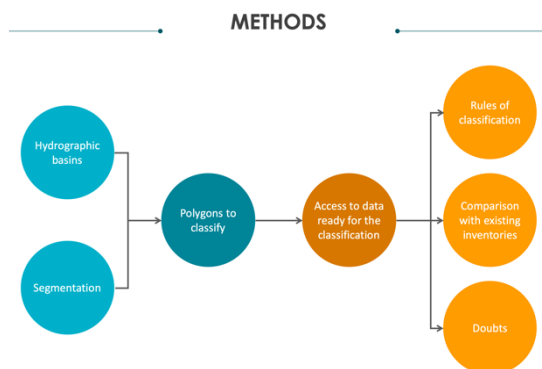 METHODS
Hydrographic
basins
Segmentation
Polygons to
classify
Access to data
ready for the
classification
Rules of
classification
Comparison
with existing
inventories
Doubts